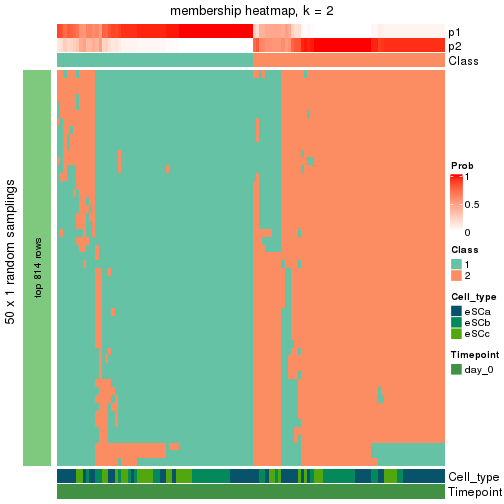 membership heatmap, k = 2
p1
p2
Class
50 x 1 random samplings
top 814 rows
Prob
1
0.5
0
Class
1
2
Cell_type
eSCa
eSCb
eSCc
Timepoint
day_0
Cell_type
Timepoint